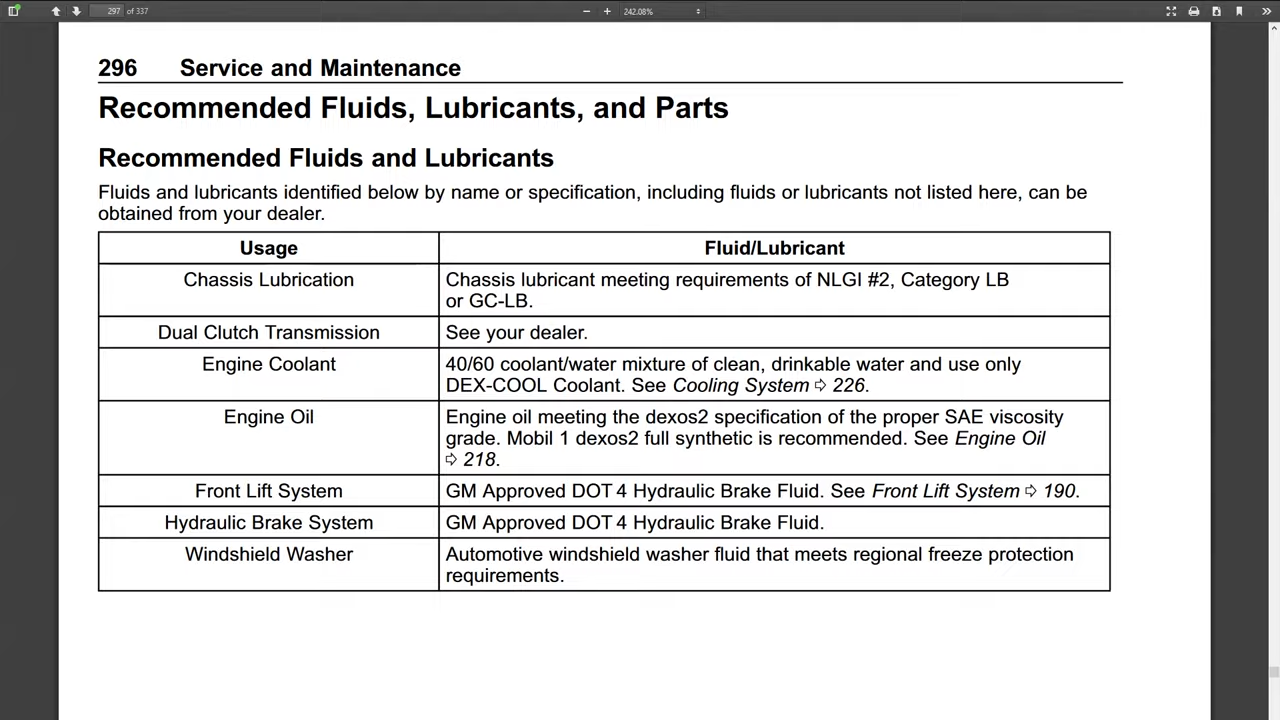 297 of 337
242.08%
296 Service and Maintenance
Recommended Fluids, Lubricants, and Parts
Recommended Fluids and Lubricants
Fluids and lubricants identified below by name or specification, including fluids or lubricants not listed here, can be
obtained from your dealer.
Usage Fluid/Lubricant
Chassis Lubrication Chassis lubricant meeting requirements of NLGI #2, Category LB
or GC-LB.
Dual Clutch Transmission See your dealer.
Engine Coolant 40/60 coolant/water mixture of clean, drinkable water and use only
DEX-COOL Coolant. See Cooling System ⇨ 226.
Engine Oil Engine oil meeting the dexos2 specification of the proper SAE viscosity
grade. Mobil 1 dexos2 full synthetic is recommended. See Engine Oil
⇨ 218.
Front Lift System GM Approved DOT 4 Hydraulic Brake Fluid. See Front Lift System ⇨ 190.
Hydraulic Brake System GM Approved DOT 4 Hydraulic Brake Fluid.
Windshield Washer Automotive windshield washer fluid that meets regional freeze protection
requirements.